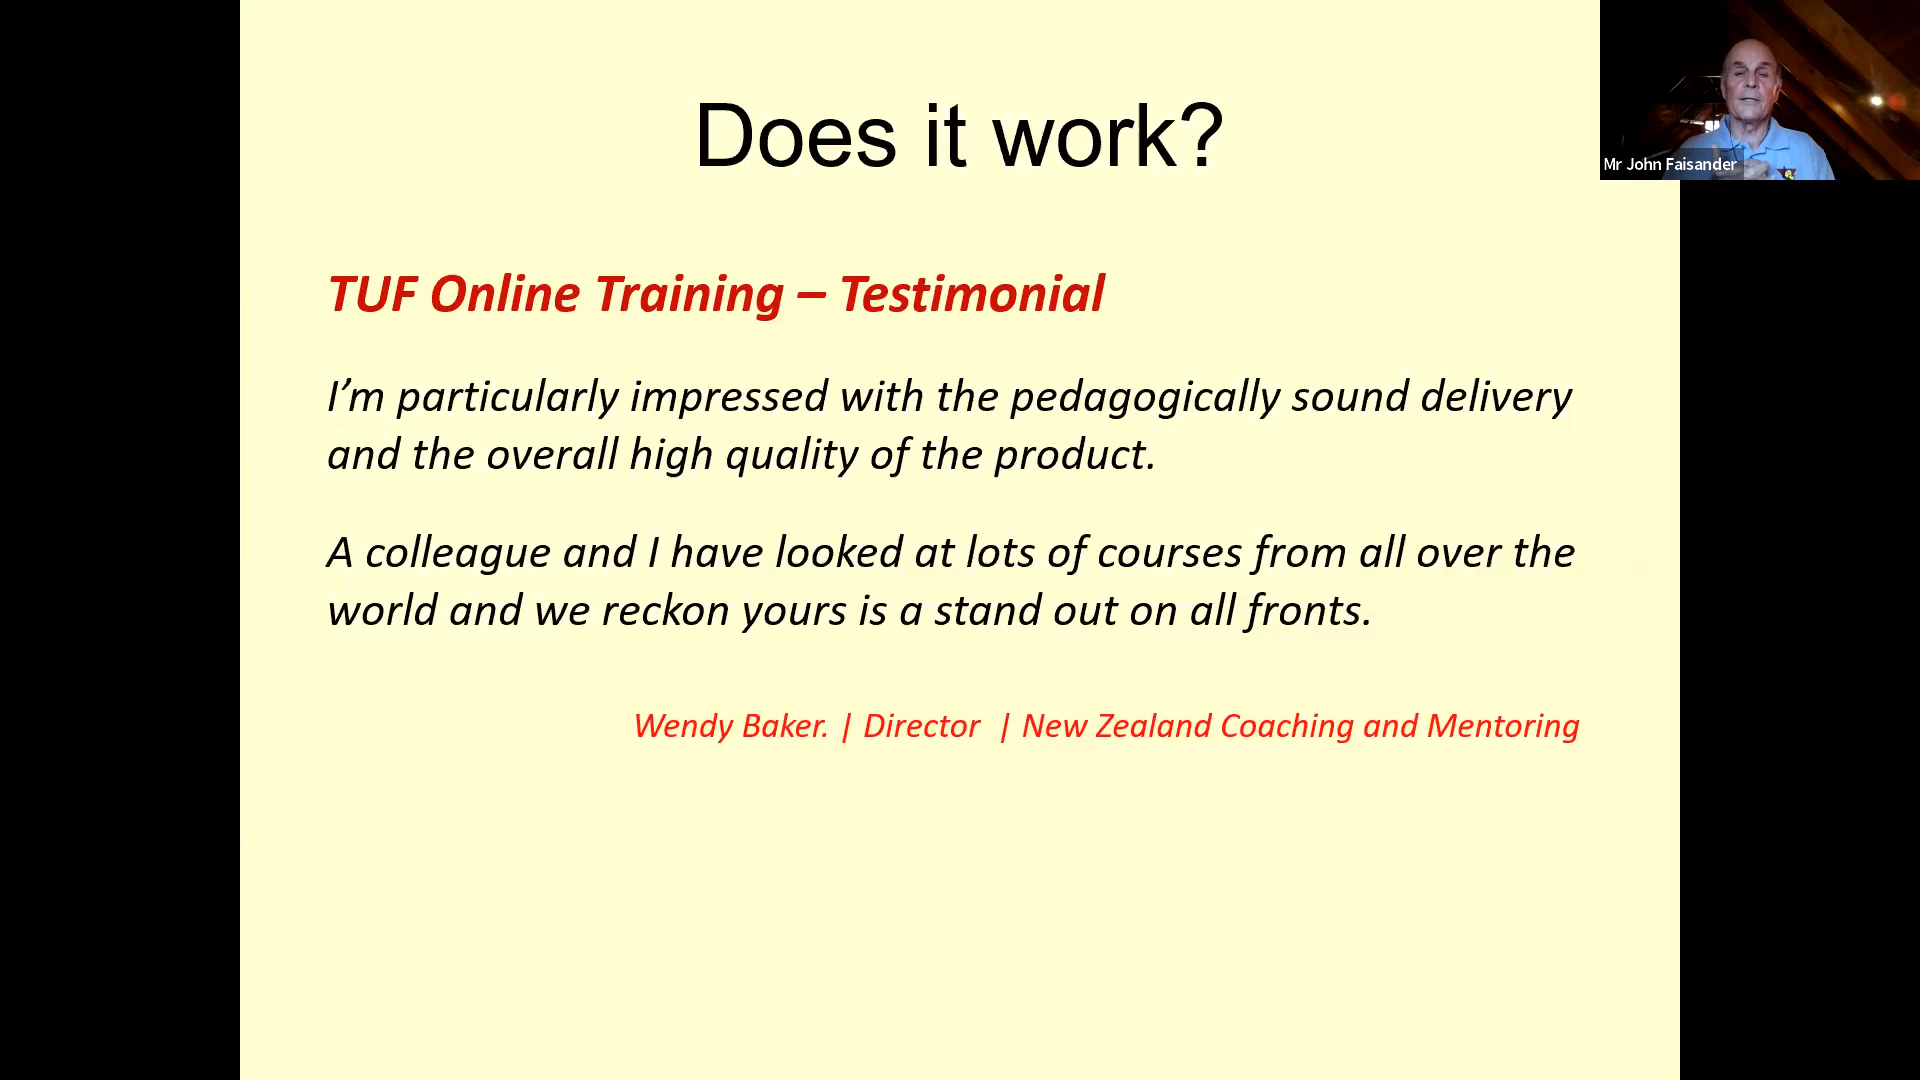 Does it work?
Mr John Faisander
TUF Online Training – Testimonial
I’m particularly impressed with the pedagogically sound delivery
and the overall high quality of the product.
A colleague and I have looked at lots of courses from all over the
world and we reckon yours is a stand out on all fronts.
Wendy Baker. | Director | New Zealand Coaching and Mentoring